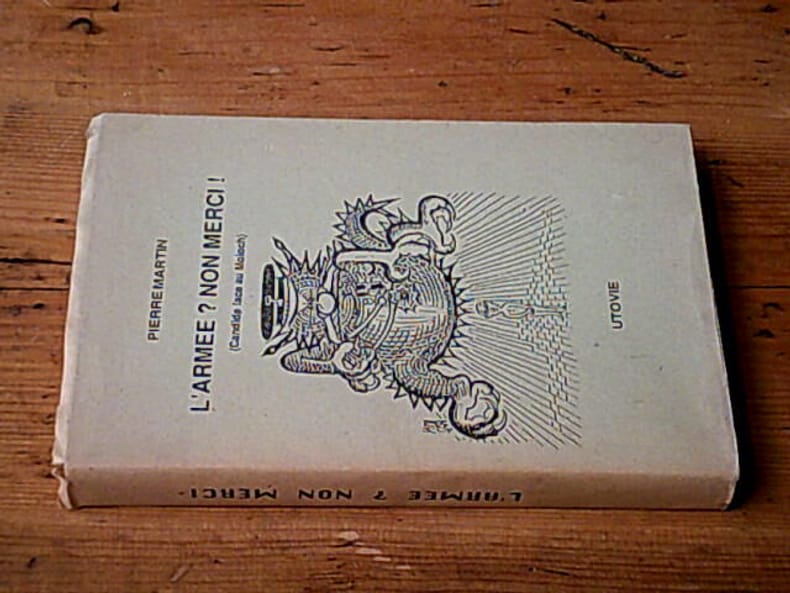 PIERRE MARTIN
L'ARMEE ? NON MERCI !
(Candide face au Moloch)
UTOVIE
L'ARMEE ? NON MERCI.